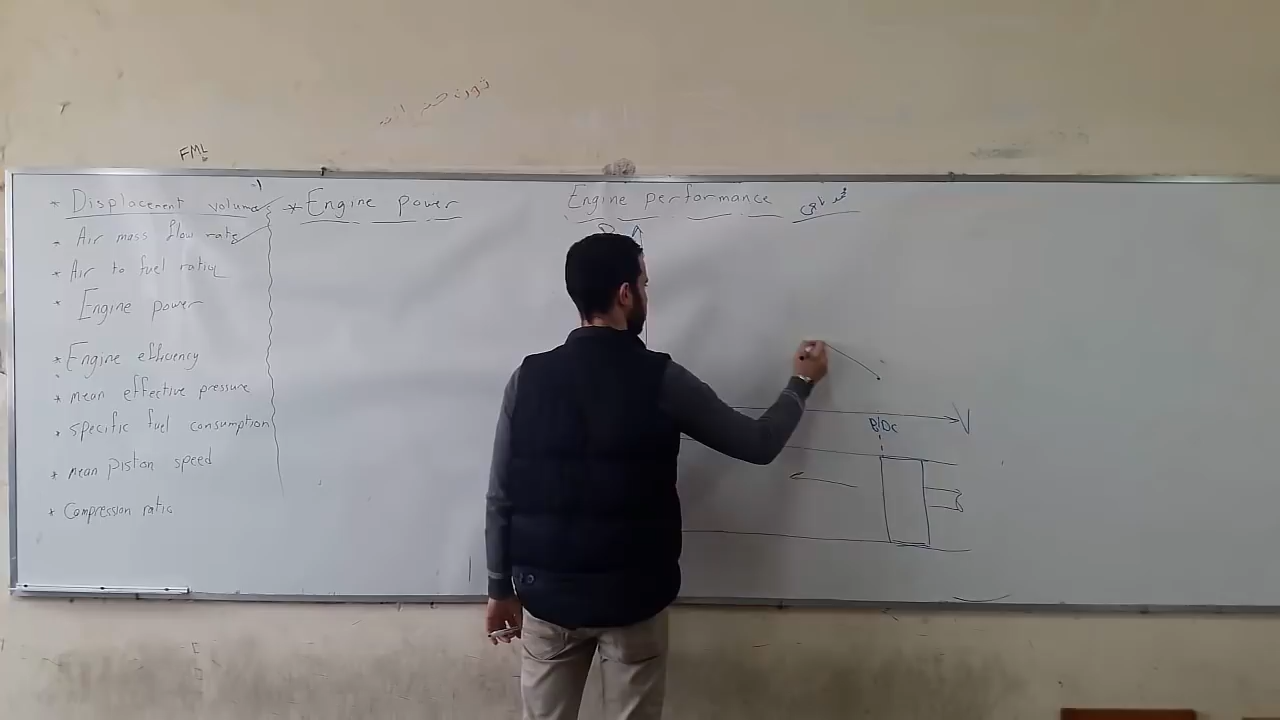 FML
* Displacement volume
* Engine power
Engine performance
* Air mass flow rate
* Air to fuel ratio
* Engine power
* Engine efficiency
* mean effective pressure
* specific fuel consumption
* mean piston speed
* Compression ratio
P
V
BDC